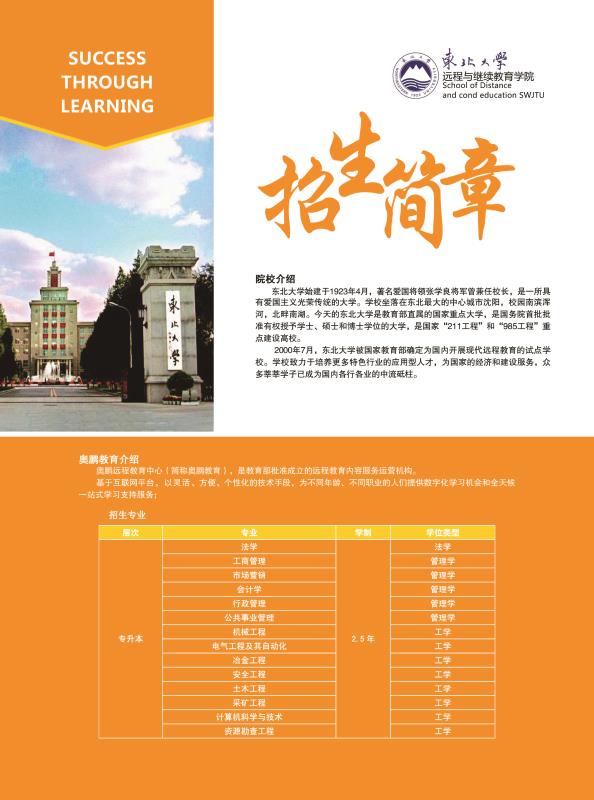 SUCCESS
THROUGH
LEARNING
东北大学
远程与继续教育学院
School of Distance
and cond education SWJTU
招生简章
东北大学
院校介绍
东北大学始建于1923年4月，著名爱国将领张学良将军曾兼任校长，是一所具
有爱国主义光荣传统的大学。学校坐落在东北最大的中心城市沈阳，校园南滨浑
河，北畔南湖。今天的东北大学是教育部直属的国家重点大学，是国务院首批批
准有权授予学士、硕士和博士学位的大学，是国家“211工程”和“985工程”重
点建设高校。
2000年7月，东北大学被国家教育部确定为国内开展现代远程教育的试点学
校。学校致力于培养更多特色行业的应用型人才，为国家的经济和建设服务，众
多莘莘学子已成为国内各行各业的中流砥柱。
奥鹏教育介绍
奥鹏远程教育中心（简称奥鹏教育），是教育部批准成立的远程教育内容服务运营机构。
基于互联网平台，以灵活、方便、个性化的技术手段，为不同年龄、不同职业的人们提供数字化学习机会和全天候
一站式学习支持服务；
招生专业
层次 专业 学制 学位类型
法学 法学
工商管理 管理学
市场营销 管理学
会计学 管理学
行政管理 管理学
公共事业管理 管理学
机械工程 工学
专升本 2.5年
电气工程及其自动化 工学
冶金工程 工学
安全工程 工学
土木工程 工学
采矿工程 工学
计算机科学与技术 工学
资源勘查工程 工学